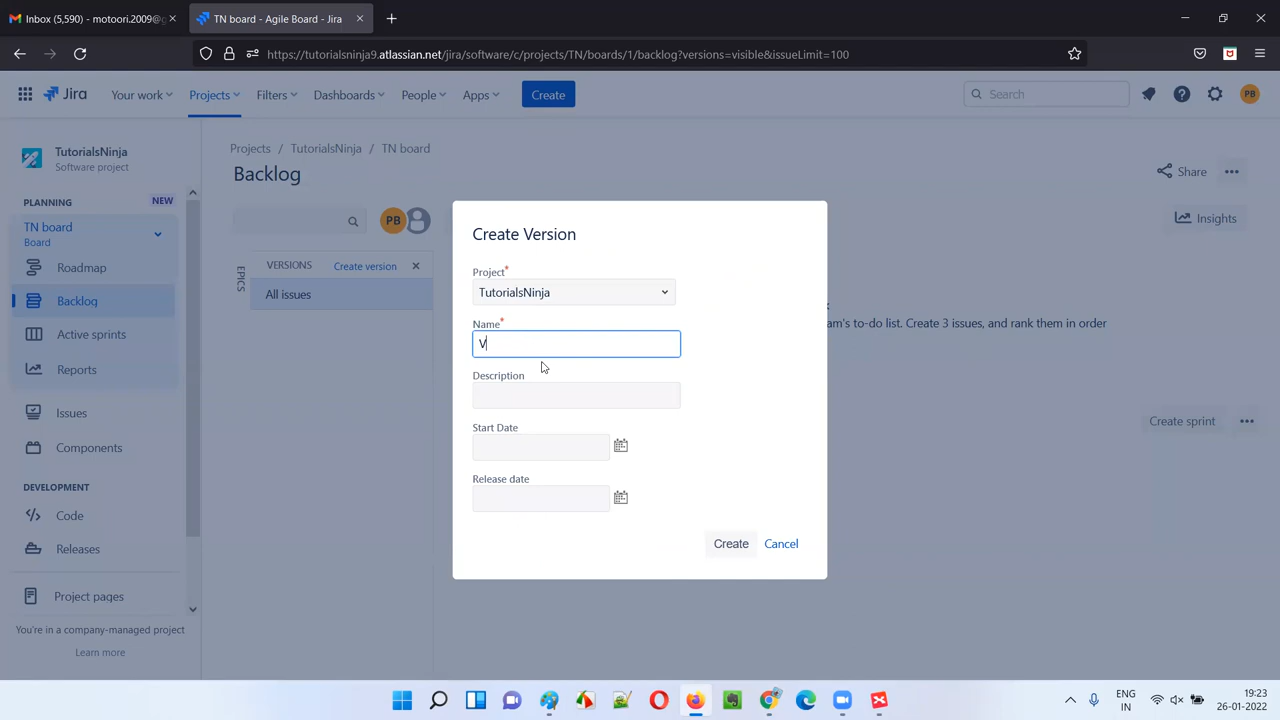 Inbox (5,590) - motoori.2009@g
TN board - Agile Board - Jira
https://tutorialsninja9.atlassian.net/jira/software/c/projects/TN/boards/1/backlog?versions=visible&issueLimit=100
Jira
Your work
Projects
Filters
Dashboards
People
Apps
Create
Search
PB
TutorialsNinja
Software project
PLANNING
NEW
TN board
Board
Roadmap
Backlog
Active sprints
Reports
Issues
Components
DEVELOPMENT
Code
Releases
Project pages
You're in a company-managed project
Learn more
Projects / TutorialsNinja / TN board
Backlog
Share
PB
Insights
EPICS
VERSIONS
Create version
All issues
am's to-do list. Create 3 issues, and rank them in order
Create sprint
Create Version
Project*
TutorialsNinja
Name*
V
Description
Start Date
Release date
Create
Cancel
ENG
IN
19:23
26-01-2022